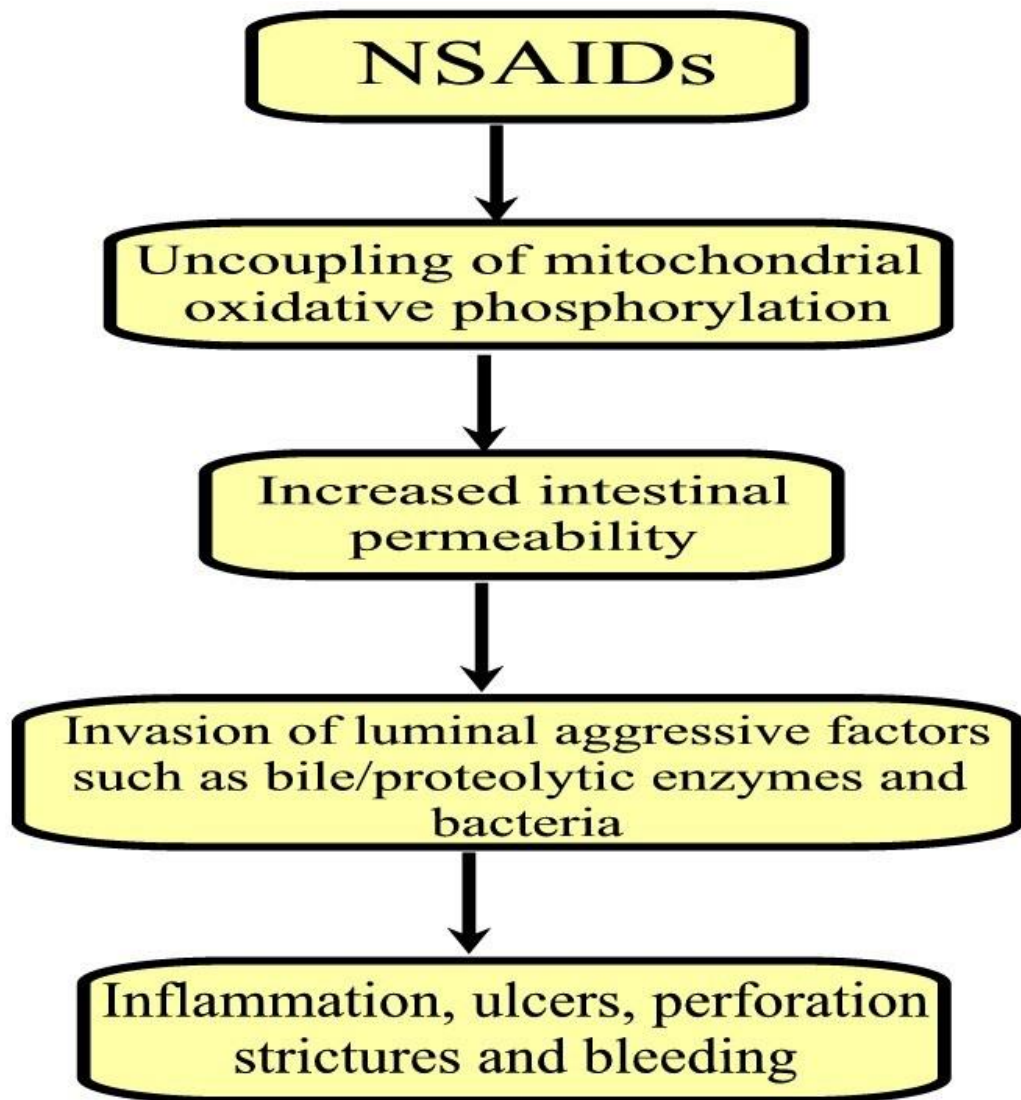 NSAIDs
Uncoupling of mitochondrial
oxidative phosphorylation
Increased intestinal
permeability
Invasion of luminal aggressive factors
such as bile/proteolytic enzymes and
bacteria
Inflammation, ulcers, perforation
strictures and bleeding